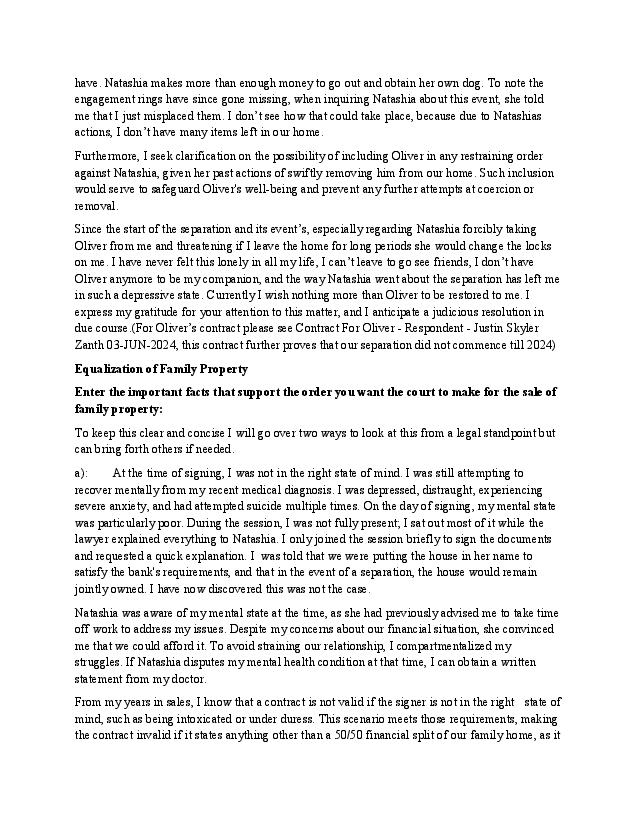 have. Natashia makes more than enough money to go out and obtain her own dog. To note the
engagement rings have since gone missing, when inquiring Natashia about this event, she told
me that I just misplaced them. I don't see how that could take place, because due to Natashias
actions, I don't have many items left in our home.
Furthermore, I seek clarification on the possibility of including Oliver in any restraining order
against Natashia, given her past actions of swiftly removing him from our home. Such inclusion
would serve to safeguard Oliver's well-being and prevent any further attempts at coercion or
removal.
Since the start of the separation and its event's, especially regarding Natashia forcibly taking
Oliver from me and threatening if I leave the home for long periods she would change the locks
on me. I have never felt this lonely in all my life, I can't leave to go see friends, I don't have
Oliver anymore to be my companion, and the way Natashia went about the separation has left me
in such a depressive state. Currently I wish nothing more than Oliver to be restored to me. I
express my gratitude for your attention to this matter, and I anticipate a judicious resolution in
due course.(For Oliver's contract please see Contract For Oliver - Respondent - Justin Skyler
Zanth 03-JUN-2024, this contract further proves that our separation did not commence till 2024)
Equalization of Family Property
Enter the important facts that support the order you want the court to make for the sale of
family property:
To keep this clear and concise I will go over two ways to look at this from a legal standpoint but
can bring forth others if needed.
a): At the time of signing, I was not in the right state of mind. I was still attempting to
recover mentally from my recent medical diagnosis. I was depressed, distraught, experiencing
severe anxiety, and had attempted suicide multiple times. On the day of signing, my mental state
was particularly poor. During the session, I was not fully present; I sat out most of it while the
lawyer explained everything to Natashia. I only joined the session briefly to sign the documents
and requested a quick explanation. I was told that we were putting the house in her name to
satisfy the bank's requirements, and that in the event of a separation, the house would remain
jointly owned. I have now discovered this was not the case.
Natashia was aware of my mental state at the time, as she had previously advised me to take time
off work to address my issues. Despite my concerns about our financial situation, she convinced
me that we could afford it. To avoid straining our relationship, I compartmentalized my
struggles. If Natashia disputes my mental health condition at that time, I can obtain a written
statement from my doctor.
From my years in sales, I know that a contract is not valid if the signer is not in the right state of
mind, such as being intoxicated or under duress. This scenario meets those requirements, making
the contract invalid if it states anything other than a 50/50 financial split of our family home, as it